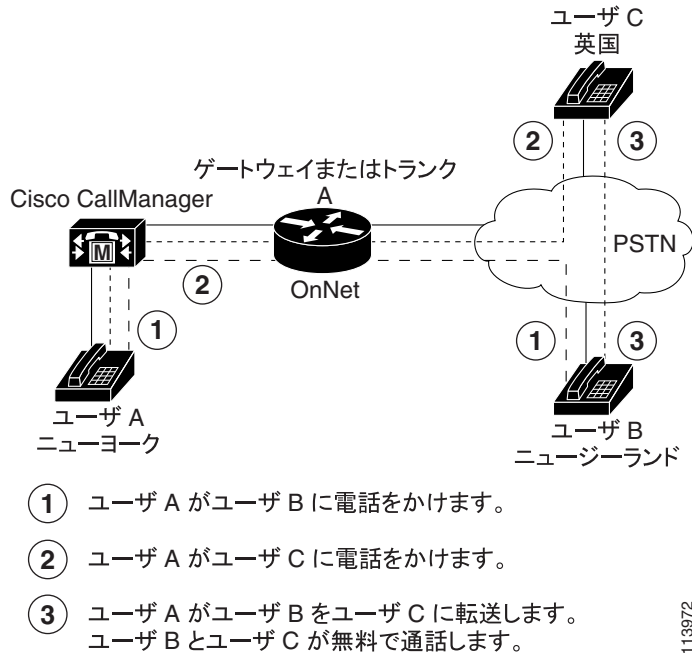 ユーザ C
英国
2
3
ゲートウェイまたはトランク
A
Cisco CallManager
M
PSTN
2
OnNet
1
1
3
ユーザ A
ニューヨーク
ユーザ B
ニュージーランド
1 ユーザ A がユーザ B に電話をかけます。
2 ユーザ A がユーザ C に電話をかけます。
3 ユーザ A がユーザ B をユーザ C に転送します。
ユーザ B とユーザ C が無料で通話します。
113972